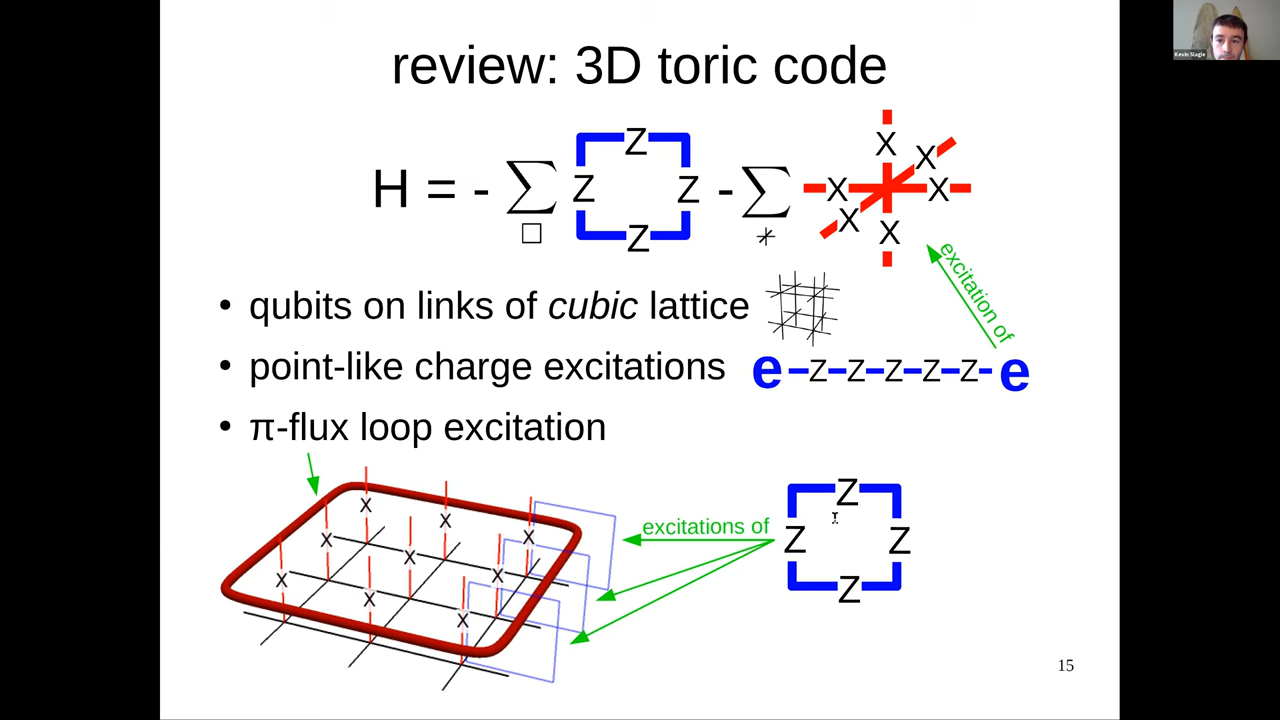 review: 3D toric code
Kevin Slagle
H = - ∑ □ Z Z Z Z - ∑ X X X X X X
excitation of
• qubits on links of cubic lattice
• point-like charge excitations
e Z Z Z Z Z e
• π-flux loop excitation
X X X X X X X X X
excitations of
Z Z Z Z
15